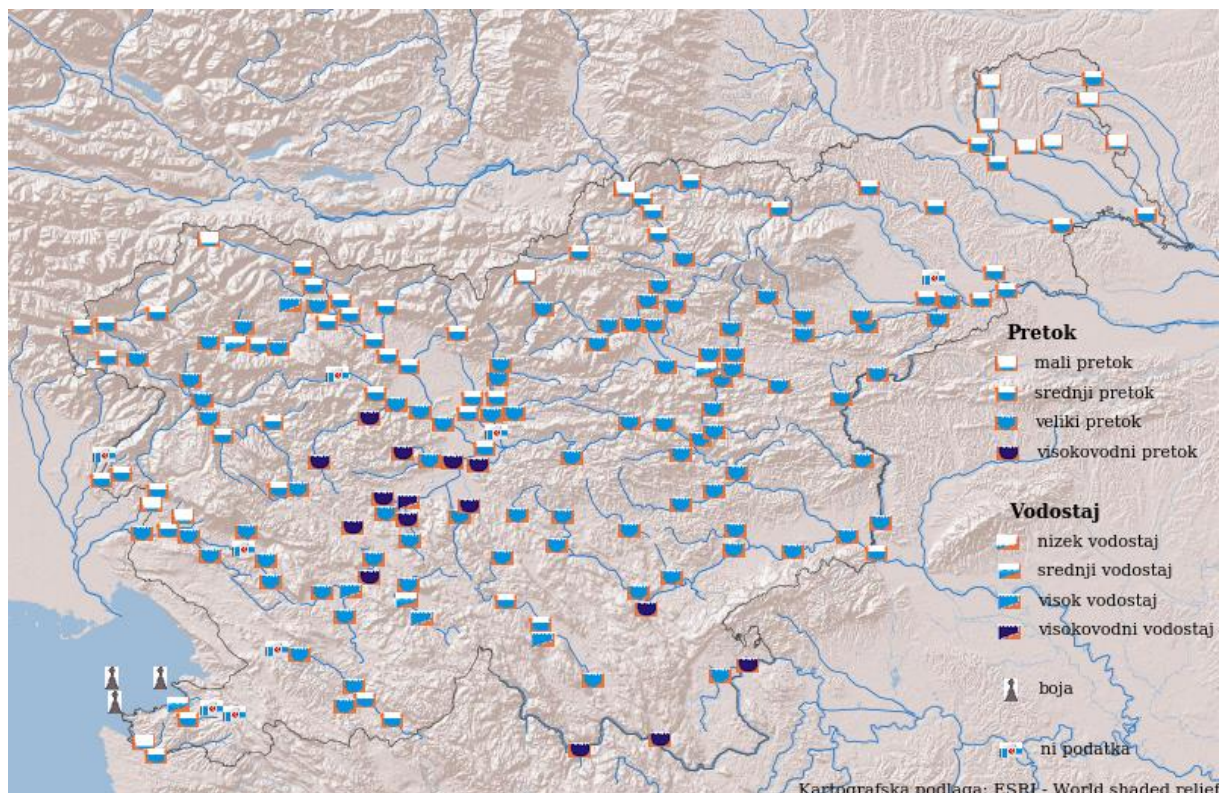 Pretok
mali pretok
srednji pretok
veliki pretok
visokovodni pretok
Vodostaj
nizek vodostaj
srednji vodostaj
visok vodostaj
visokovodni vodostaj
boja
ni podatka
Kartografska podlaga: ESRI - World shaded relief